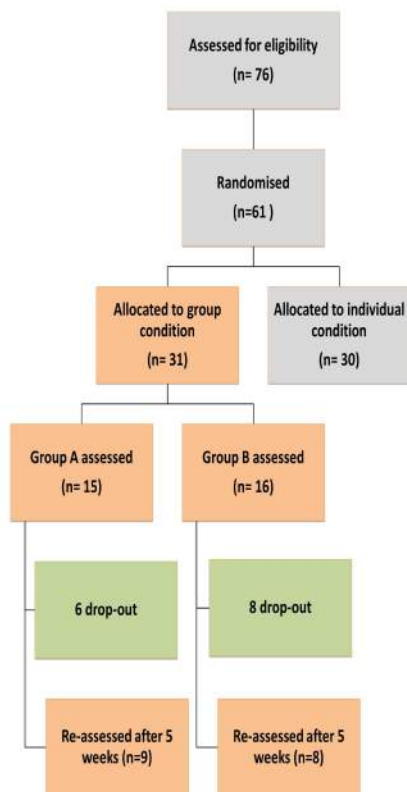 Assessed for eligibility
(n= 76)
Randomised
(n=61 )
Allocated to group
condition
(n= 31)
Allocated to individual
condition
(n= 30)
Group A assessed
(n= 15)
Group B assessed
(n= 16)
6 drop-out
8 drop-out
Re-assessed after 5
weeks (n=9)
Re-assessed after 5
weeks (n=8)